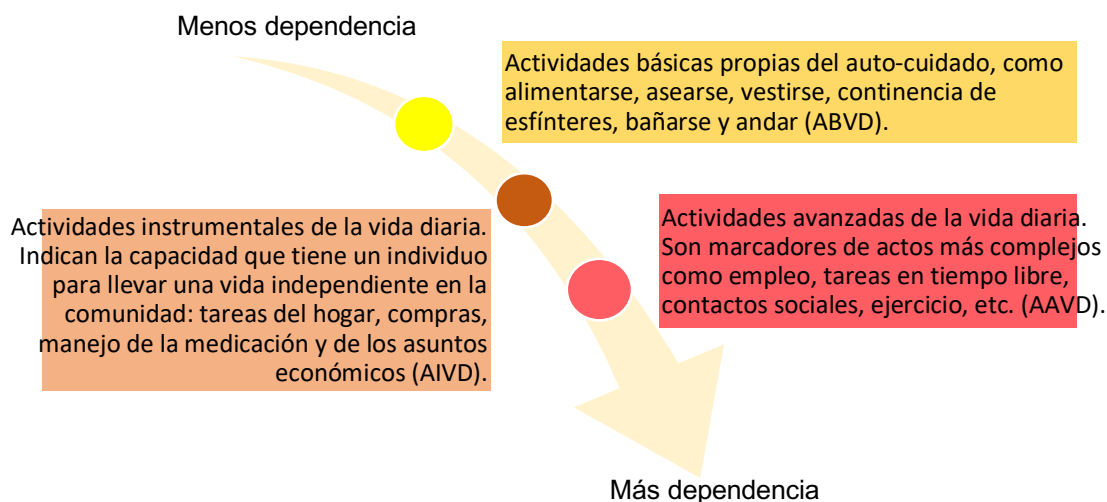 Menos dependencia
Actividades básicas propias del auto-cuidado, como
alimentarse, asearse, vestirse, continencia de
esfínteres, bañarse y andar (ABVD).
Actividades instrumentales de la vida diaria.
Indican la capacidad que tiene un individuo
para llevar una vida independiente en la
comunidad: tareas del hogar, compras,
manejo de la medicación y de los asuntos
económicos (AIVD).
Actividades avanzadas de la vida diaria.
Son marcadores de actos más complejos
como empleo, tareas en tiempo libre,
contactos sociales, ejercicio, etc. (AAVD).
Más dependencia